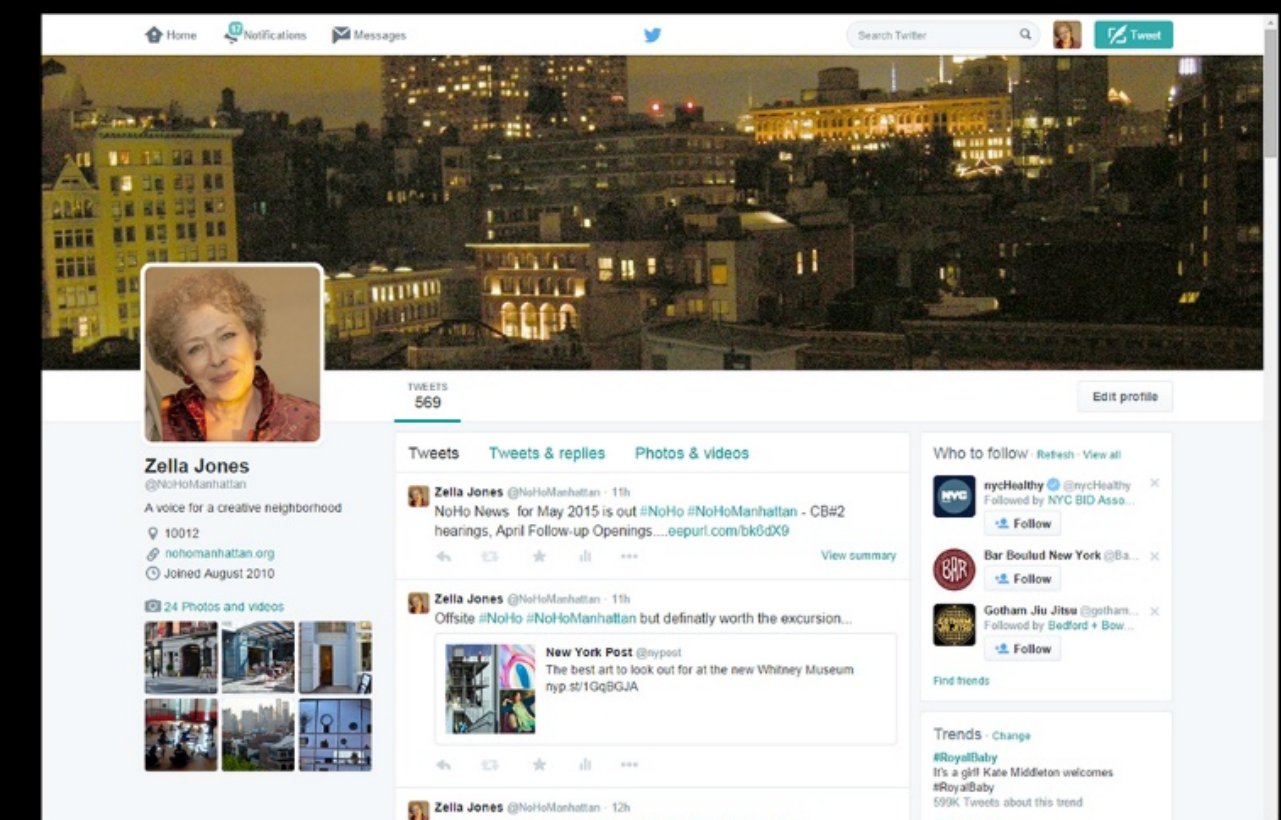 Home
17
Notifications
Messages
Search Twitter
Tweet
TWEETS
569
Edit profile
Zella Jones
@NoHoManhattan
A voice for a creative neighborhood
10012
nohomanhattan.org
Joined August 2010
24 Photos and videos
Tweets Tweets & replies Photos & videos
Zella Jones @NoHoManhattan · 11h
NoHo News for May 2015 is out #NoHo #NoHoManhattan - CB#2
hearings, April Follow-up Openings....eepurl.com/bk6dX9
View summary
Zella Jones @NoHoManhattan · 11h
Offsite #NoHo #NoHoManhattan but definatly worth the excursion...
New York Post @nypost
The best art to look out for at the new Whitney Museum
nyp.st/1GqBGJA
Zella Jones @NoHoManhattan · 12h
Who to follow · Refresh · View all
NYC
nycHealthy @nycHealthy
Followed by NYC BID Asso...
Follow
BAR
Bar Boulud New York @Ba...
Follow
GOTHAM
JIU JITSU
Gotham Jiu Jitsu @gotham...
Followed by Bedford + Bow...
Follow
Find friends
Trends · Change
#RoyalBaby
It's a girl! Kate Middleton welcomes
#RoyalBaby
599K Tweets about this trend